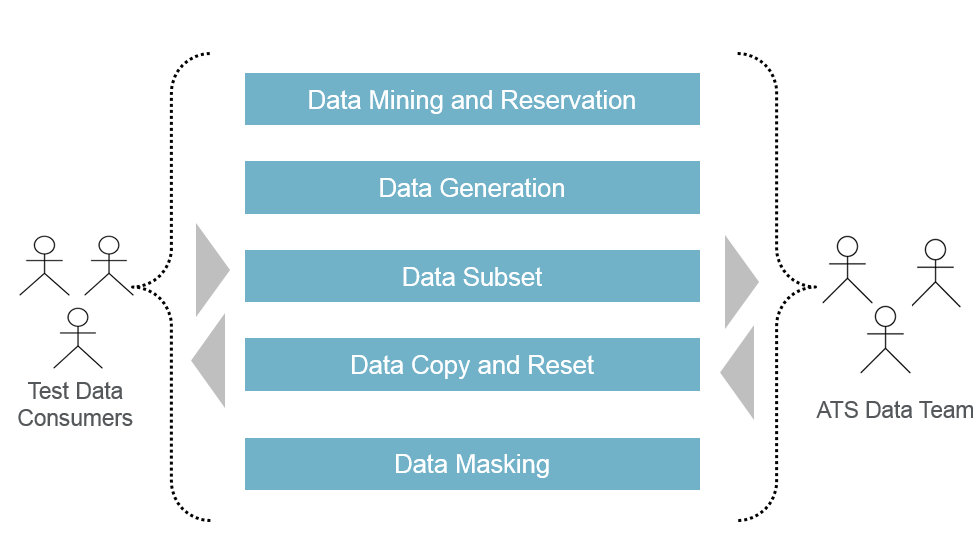 Data Mining and Reservation
Data Generation
Data Subset
Data Copy and Reset
Data Masking
Test Data
Consumers
ATS Data Team